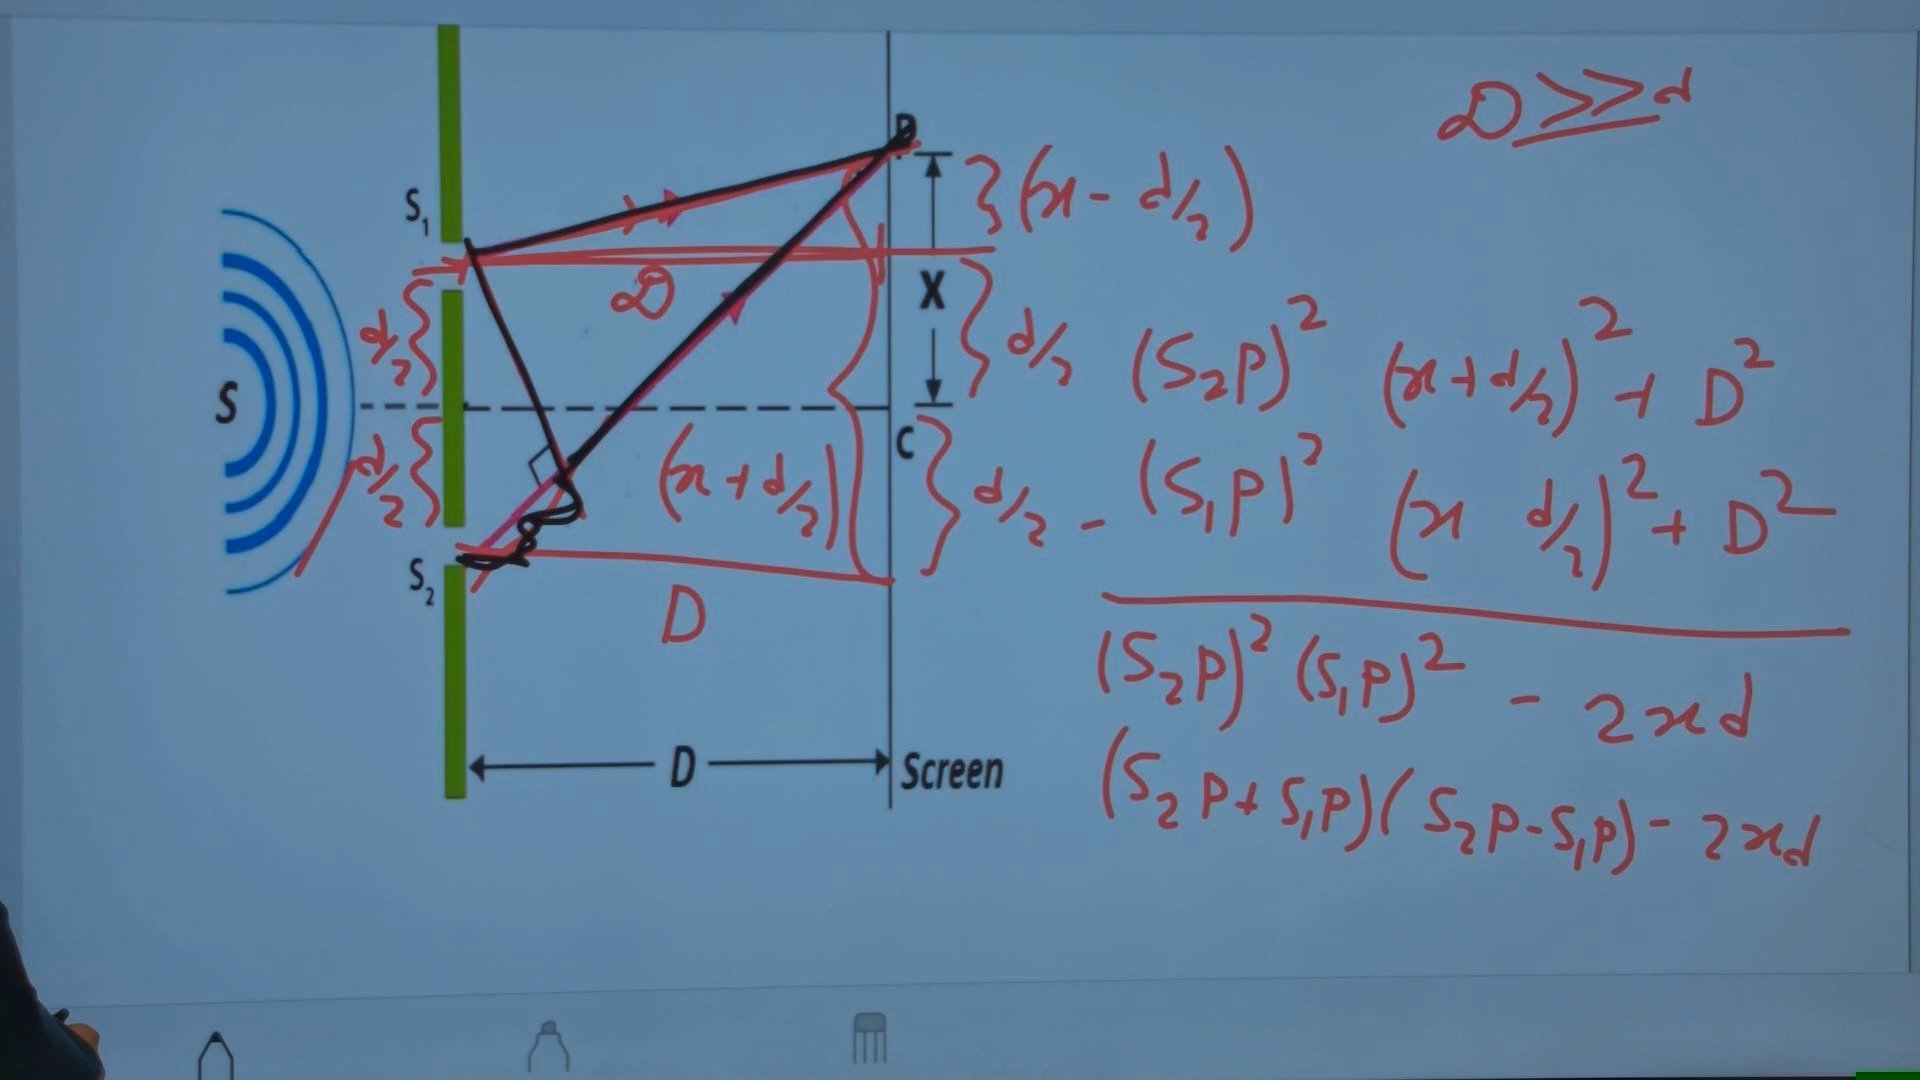 D >> d
P
S₁
} (x - d/2)
D
X
d/2 {
} d/2
(S₂P)² (x + d/2)² + D²
S
C
d/2 {
(x + d/2)
} d/2
- (S₁P)² (x d/2)² + D²
S₂
D
(S₂P)² (S₁P)² - 2xd
D
Screen
(S₂P + S₁P)(S₂P - S₁P) - 2xd